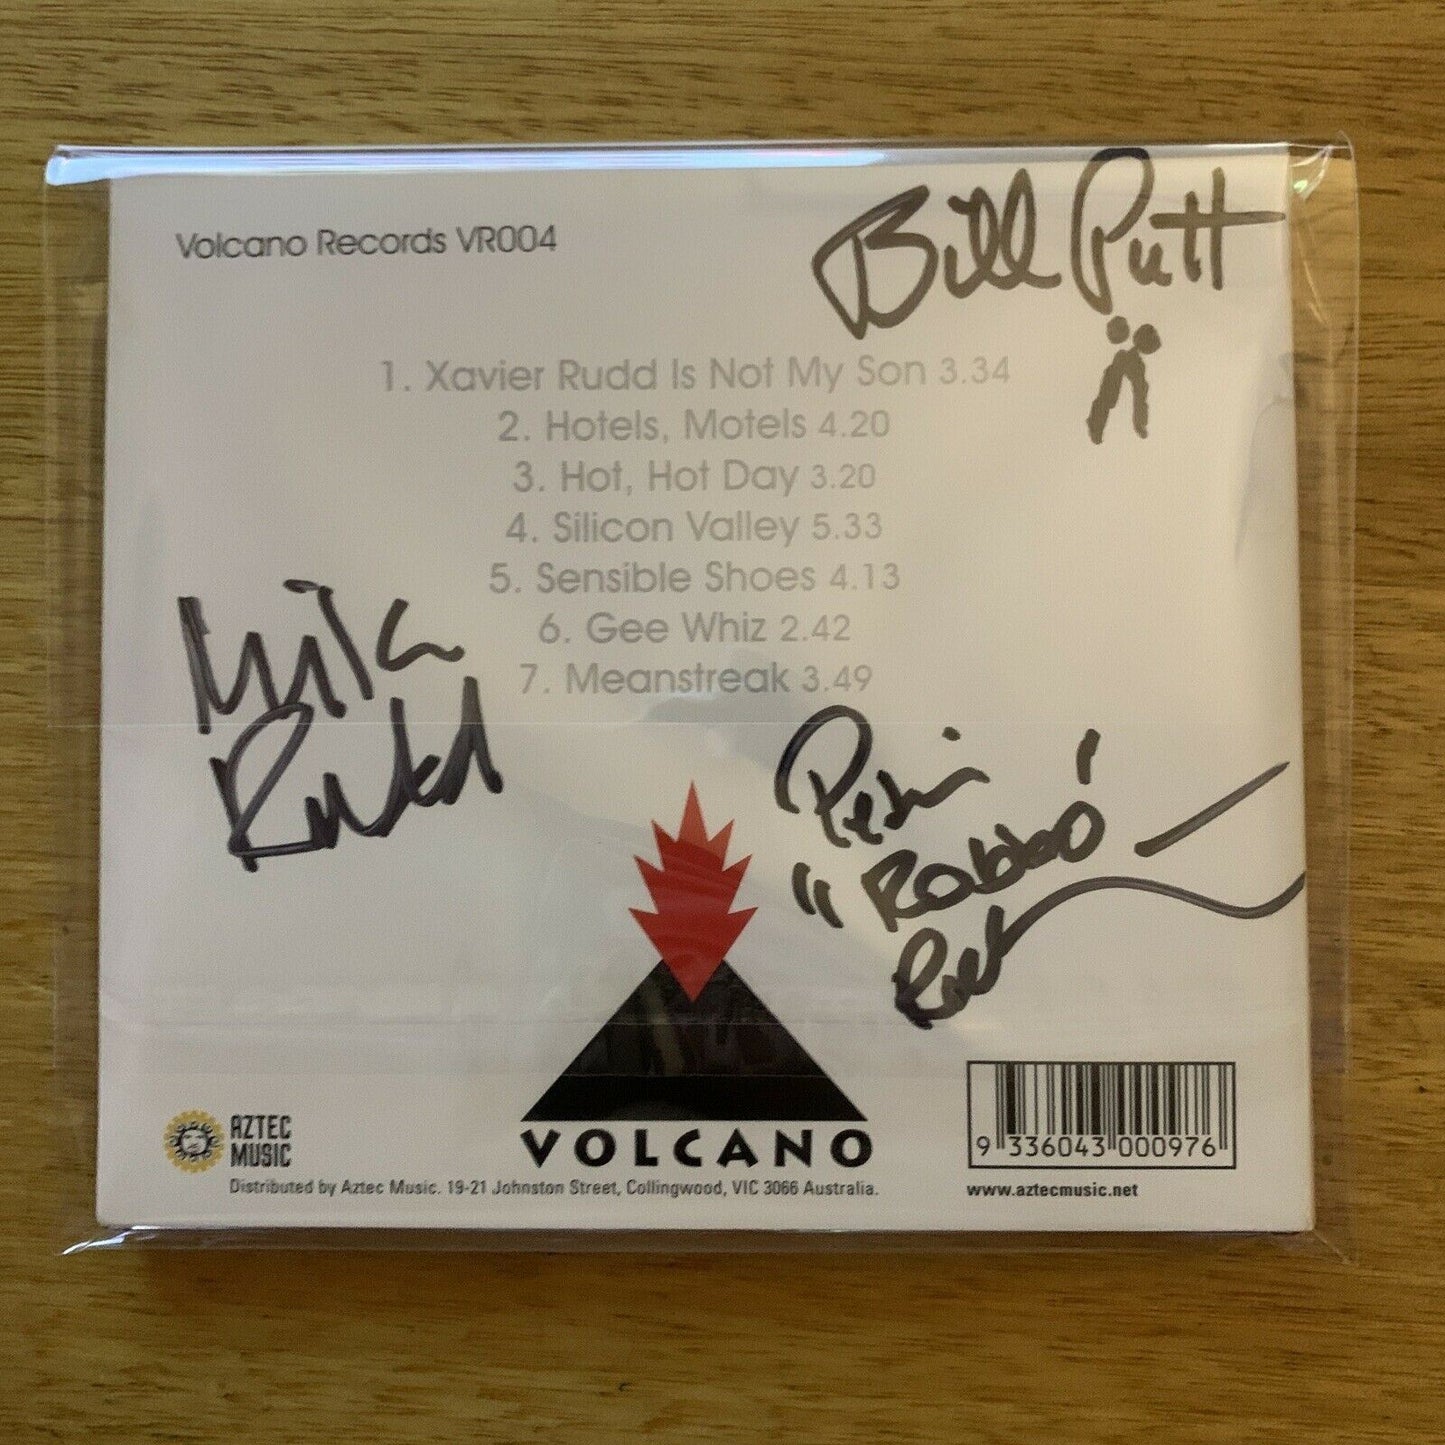 Volcano Records VR004
Bill Putt
1. Xavier Rudd Is Not My Son 3.34
2. Hotels, Motels 4.20
3. Hot, Hot Day 3.20
4. Silicon Valley 5.33
5. Sensible Shoes 4.13
6. Gee Whiz 2.42
7. Meanstreak 3.49
Mike
Rudd
"Robbo"
VOLCANO
AZTEC
MUSIC
Distributed by Aztec Music. 19-21 Johnston Street, Collingwood, VIC 3066 Australia.
9 336043 000976
www.aztecmusic.net